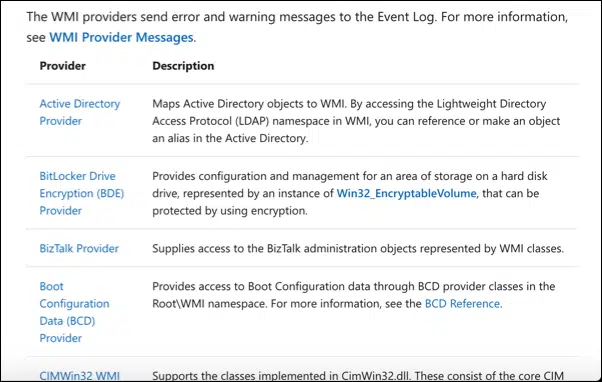 The WMI providers send error and warning messages to the Event Log. For more information,
see WMI Provider Messages.
Provider Description
Active Directory Maps Active Directory objects to WMI. By accessing the Lightweight Directory
Provider Access Protocol (LDAP) namespace in WMI, you can reference or make an object
an alias in the Active Directory.
BitLocker Drive Provides configuration and management for an area of storage on a hard disk
Encryption (BDE) drive, represented by an instance of Win32_EncryptableVolume, that can be
Provider protected by using encryption.
BizTalk Provider Supplies access to the BizTalk administration objects represented by WMI classes.
Boot Provides access to Boot Configuration data through BCD provider classes in the
Configuration Root\WMI namespace. For more information, see the BCD Reference.
Data (BCD)
Provider
CIMWin32 WMI Supports the classes implemented in CimWin32.dll. These consist of the core CIM